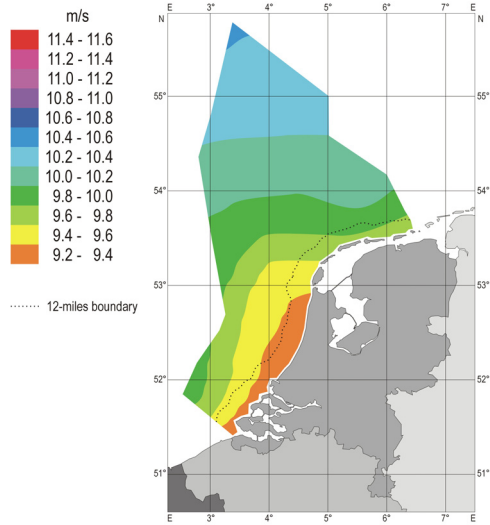 m/s
11.4 - 11.6
11.2 - 11.4
11.0 - 11.2
10.8 - 11.0
10.6 - 10.8
10.4 - 10.6
10.2 - 10.4
10.0 - 10.2
9.8 - 10.0
9.6 - 9.8
9.4 - 9.6
9.2 - 9.4
12-miles boundary
E 3° 4° 5° 6° 7° E
N N
55° 55°
54° 54°
53° 53°
52° 52°
51° 51°
N N
E 3° 4° 5° 6° 7° E